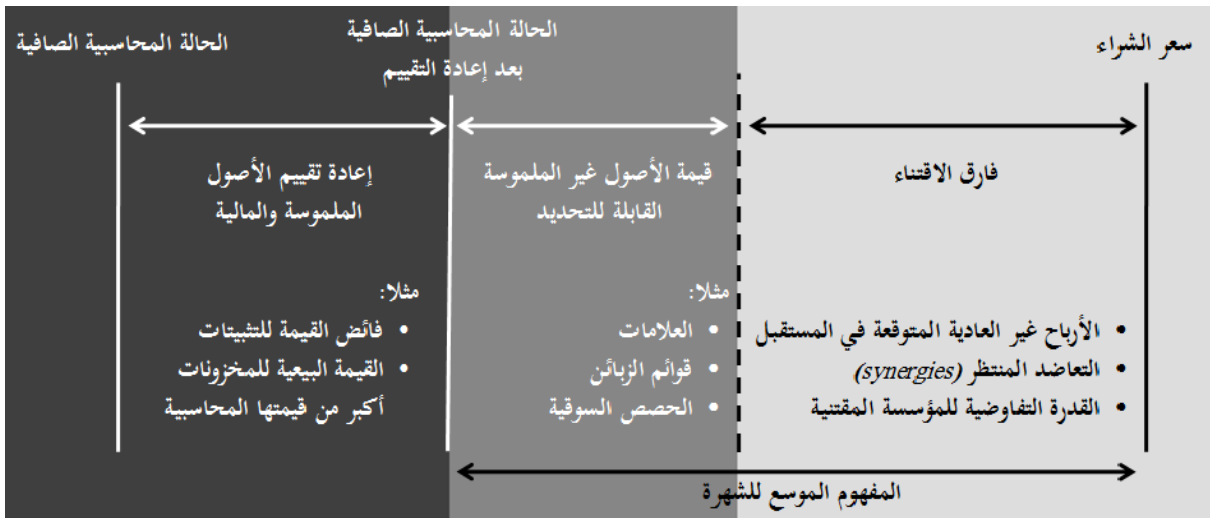 سعر الشراء
الحالة المحاسبية الصافية
بعد إعادة التقييم
الحالة المحاسبية الصافية
فارق الاقتناء
• الأرباح غير العادية المتوقعة في المستقبل
• التعاضد المنتظر (synergies)
• القدرة التفاوضية للمؤسسة المقتنية
قيمة الأصول غير الملموسة
القابلة للتحديد
مثلا:
• العلامات
• قوائم الزبائن
• الحصص السوقية
إعادة تقييم الأصول
الملموسة والمالية
مثلا:
• فائض القيمة للتثبيتات
• القيمة البيعية للمخزونات
أكبر من قيمتها المحاسبية
المفهوم الموسع للشهرة